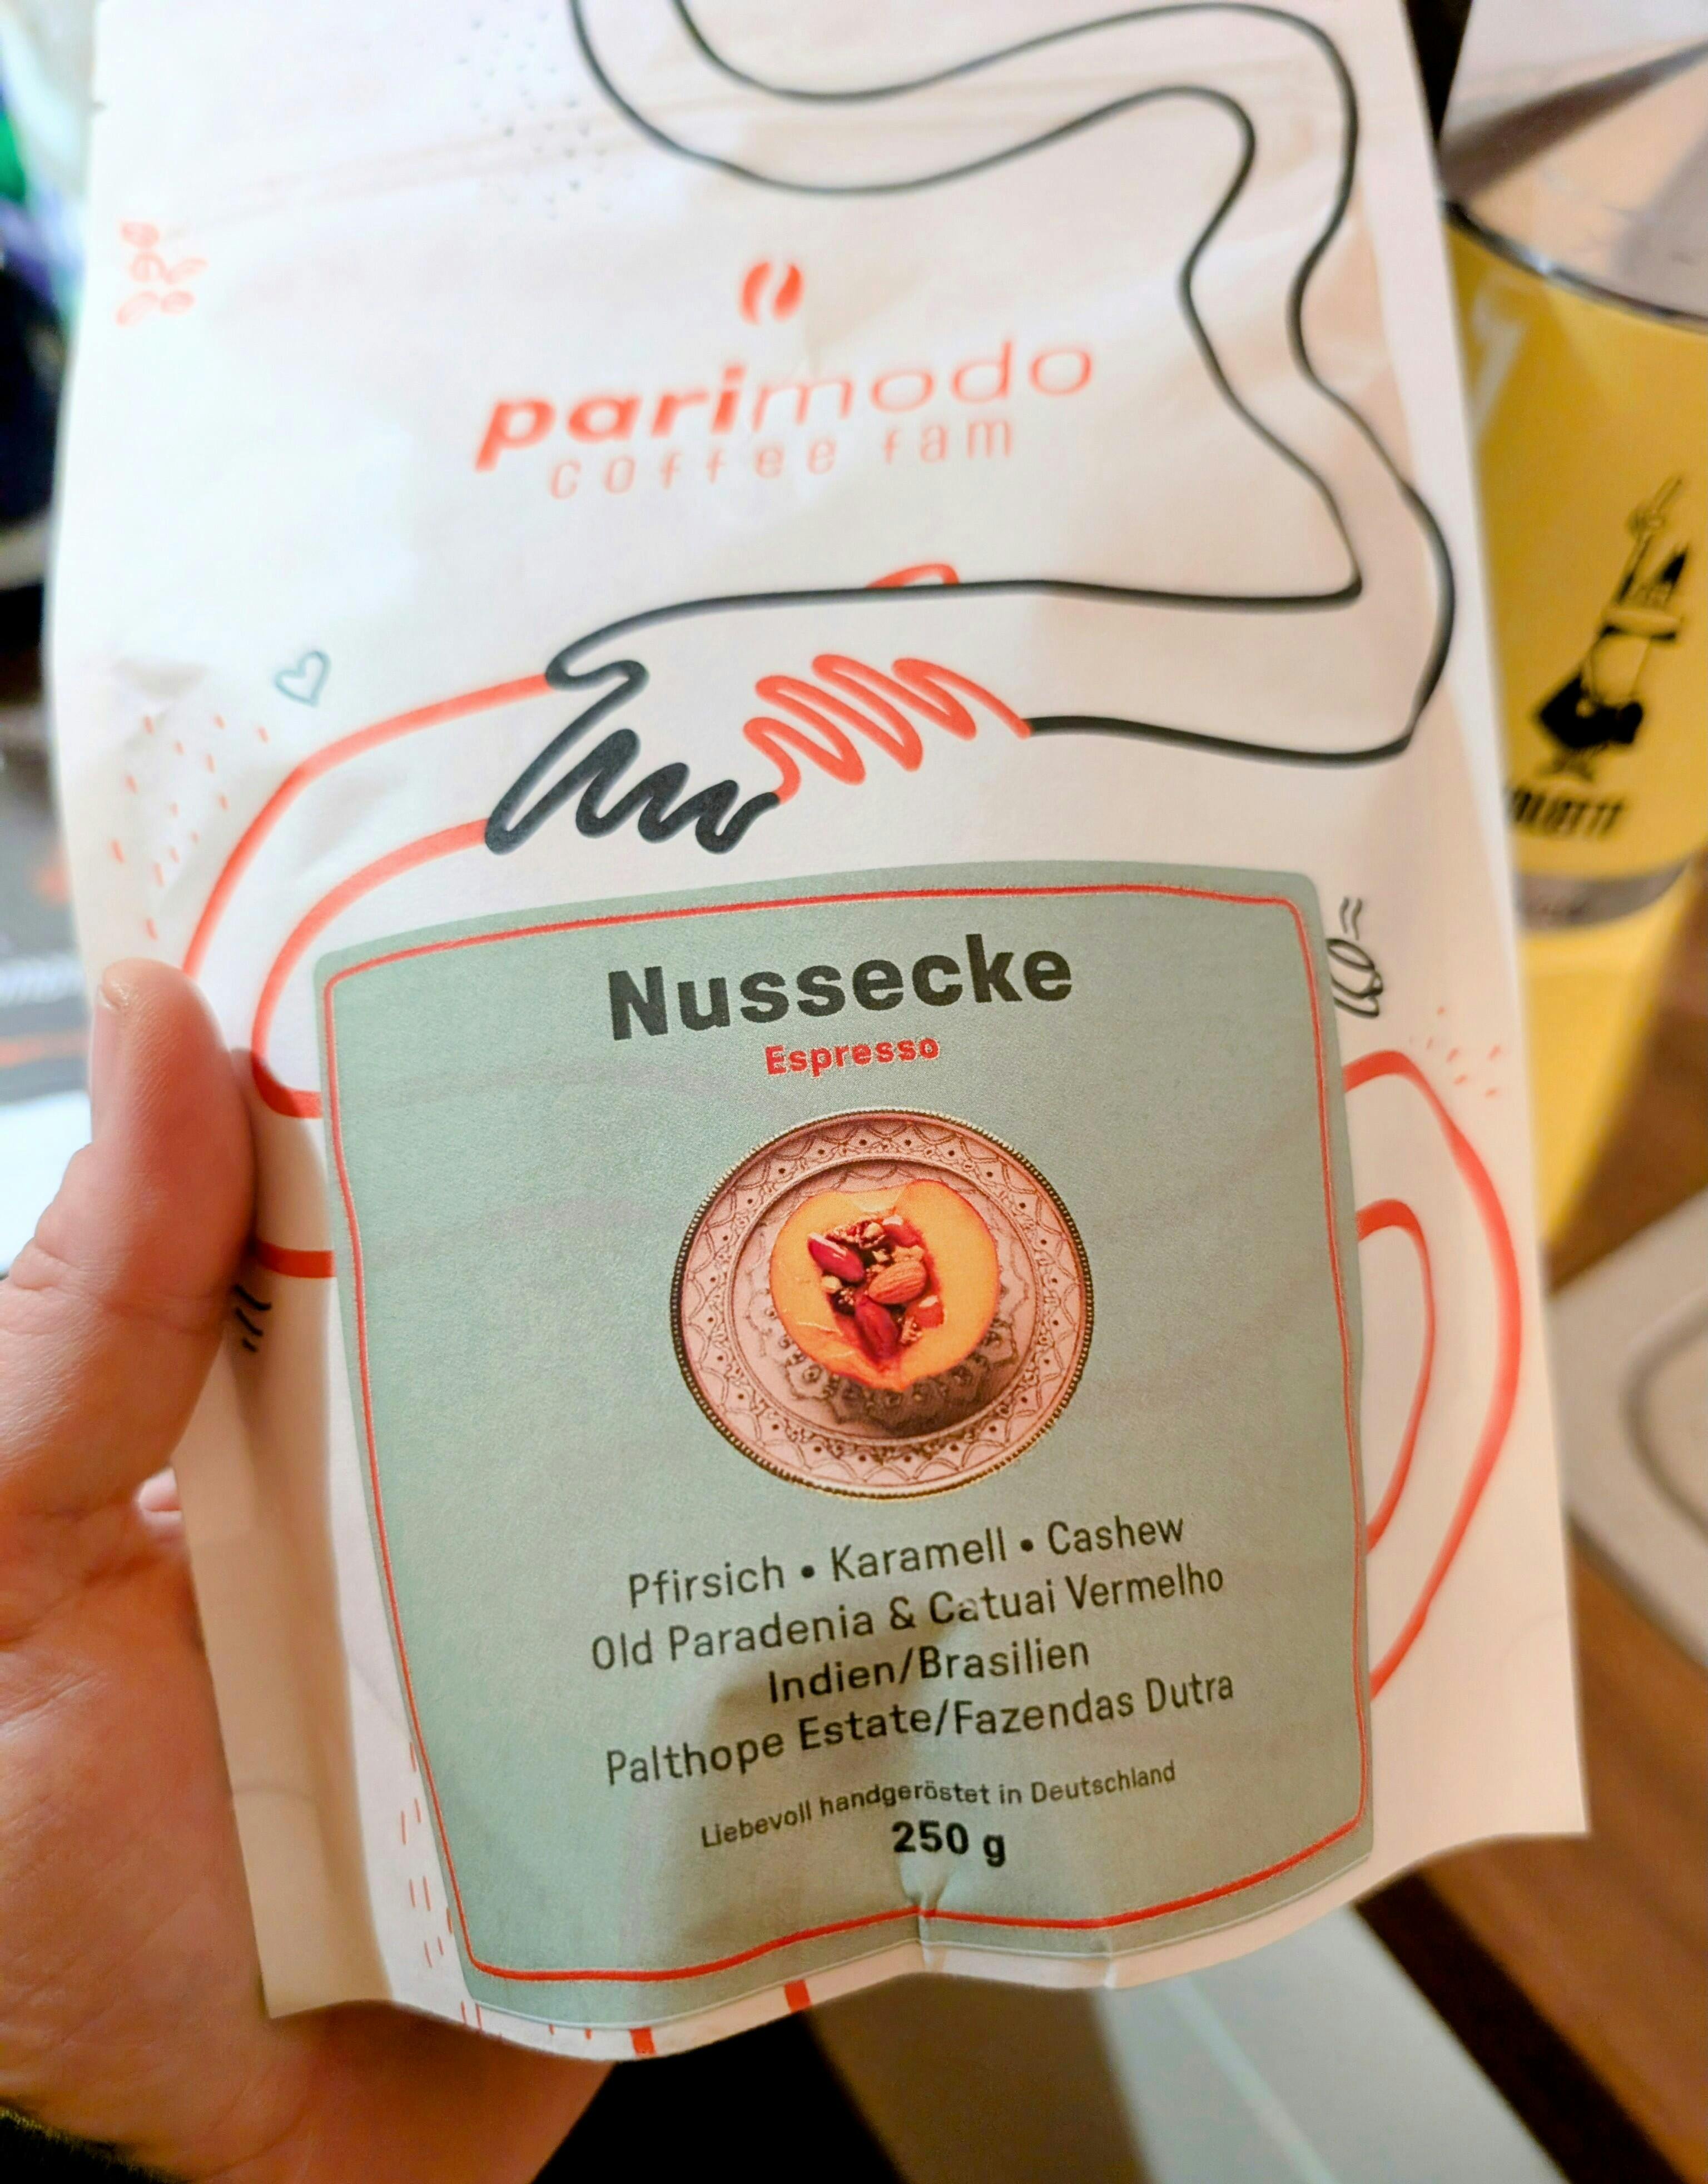 parimodo
coffee fam
Nussecke
Espresso
Pfirsich • Karamell • Cashew
Old Paradenia & Catuai Vermelho
Indien/Brasilien
Palthope Estate/Fazendas Dutra
Liebevoll handgeröstet in Deutschland
250 g